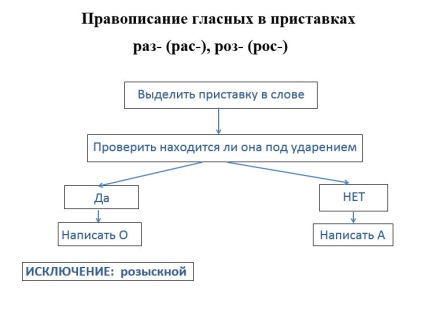 Правописание гласных в приставках
раз- (рас-), роз- (рос-)
Выделить приставку в слове
Проверить находится ли она под ударением
Да
НЕТ
Написать О
Написать А
ИСКЛЮЧЕНИЕ: розыскной